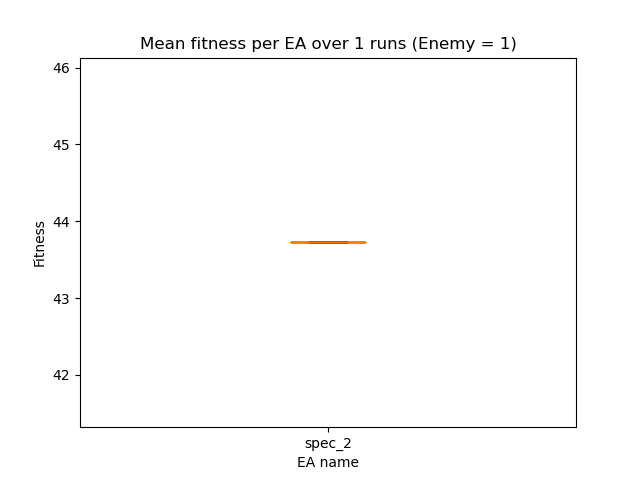 Mean fitness per EA over 1 runs (Enemy = 1)
46
45
44
43
42
Fitness
spec_2
EA name